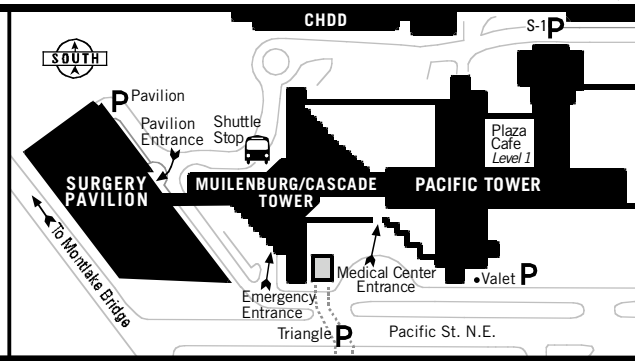 CHDD
S-1 P
SOUTH
P Pavilion
Pavilion
Entrance
Shuttle
Stop
Plaza
Cafe
Level 1
SURGERY
PAVILION
MUILENBURG/CASCADE
TOWER
PACIFIC TOWER
To Montlake Bridge
Medical Center
Entrance
•Valet P
Emergency
Entrance
Triangle P
Pacific St. N.E.